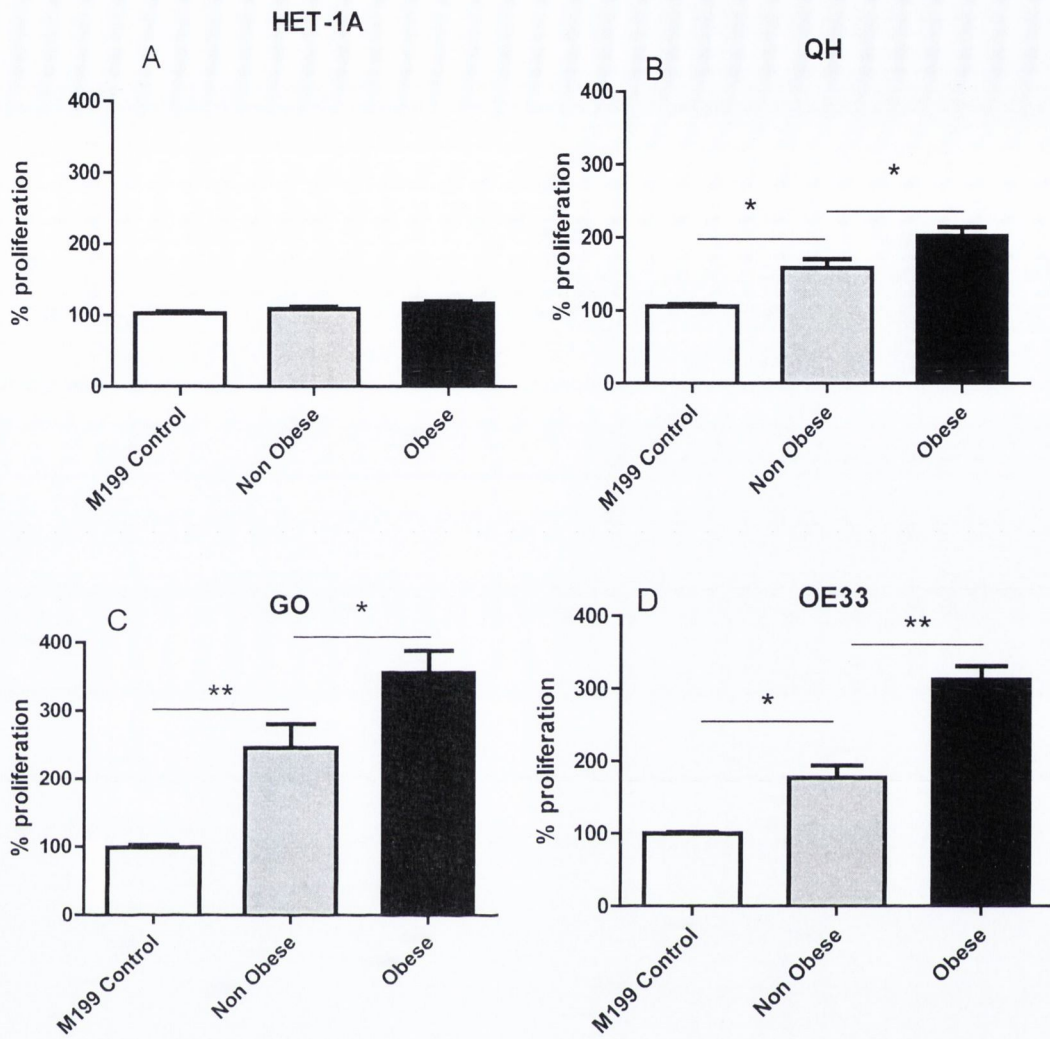 HET-1A
A
400
300
200
100
0
% proliferation
M199 Control
Non Obese
Obese
QH
B
400
300
200
100
0
% proliferation
*
*
M199 Control
Non Obese
Obese
C
GO
400
300
200
100
0
% proliferation
**
*
M199 Control
Non Obese
Obese
D
OE33
400
300
200
100
0
% proliferation
*
**
M199 Control
Non Obese
Obese